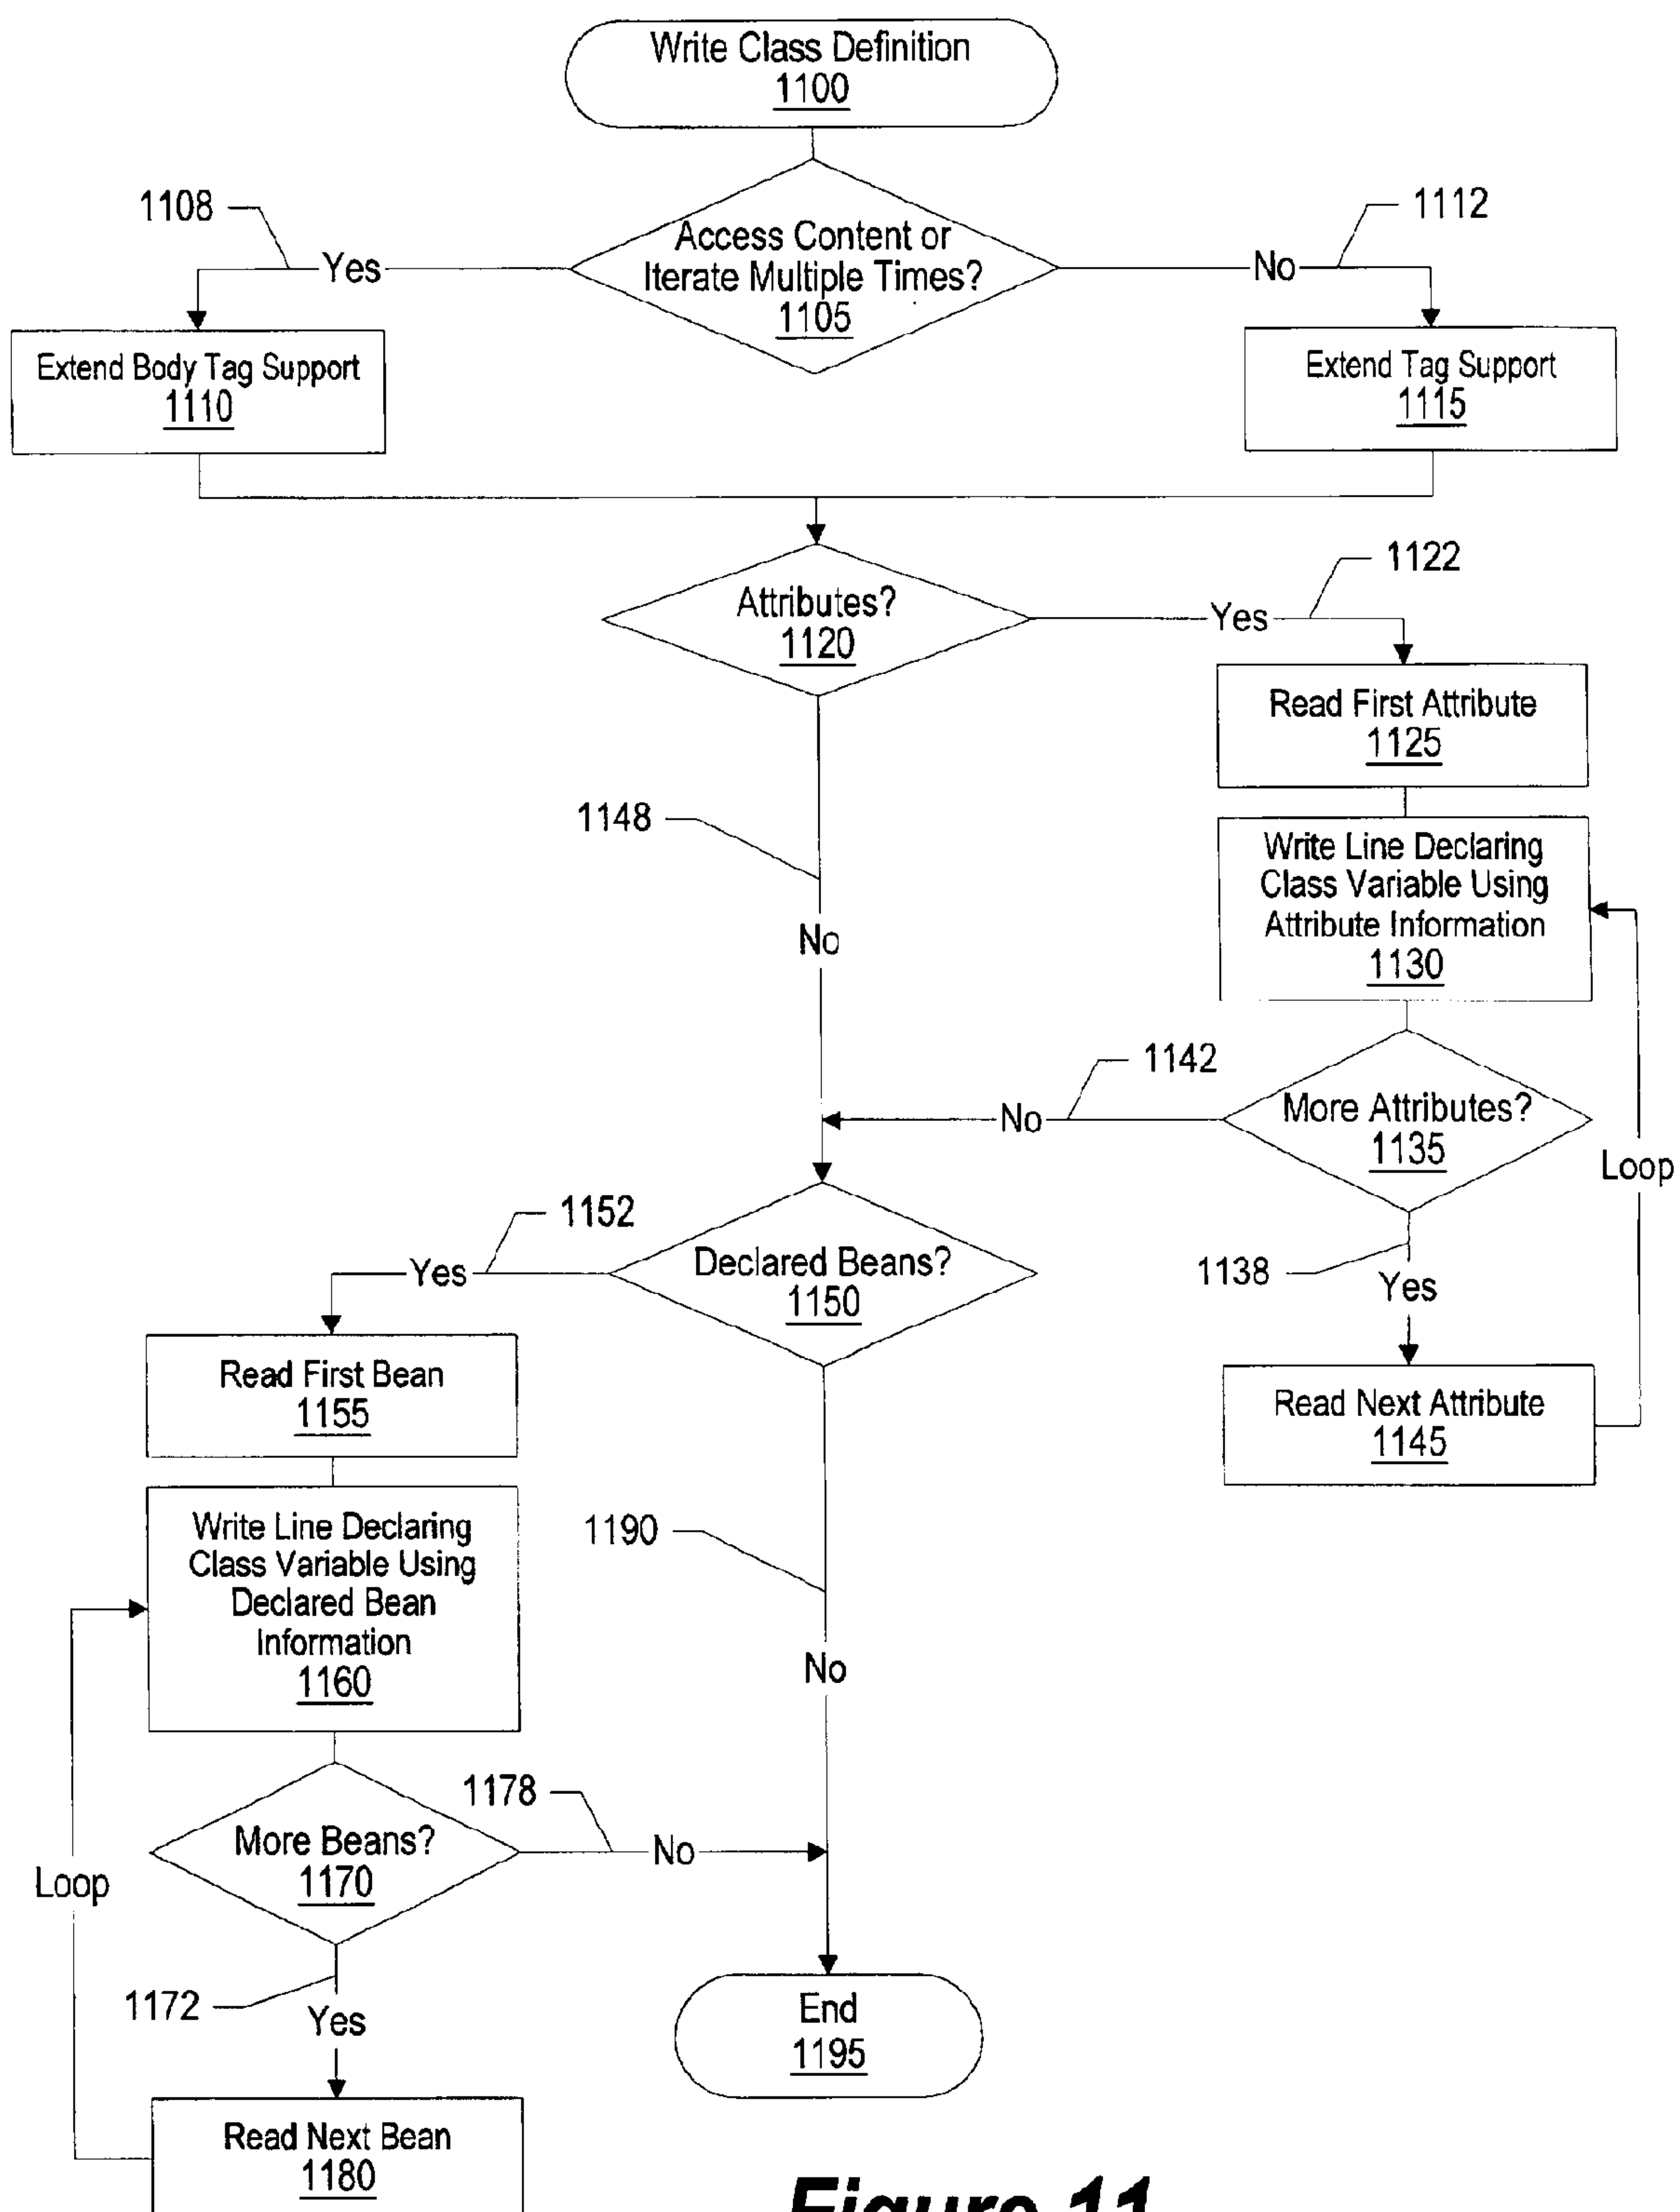 Write Class Definition
1100
1108
1112
Access Content or
Iterate Multiple Times?
1105
Yes
No
Extend Body Tag Support
1110
Extend Tag Support
1115
Attributes?
1120
1122
Yes
Read First Attribute
1125
1148
No
Write Line Declaring
Class Variable Using
Attribute Information
1130
1142
No
More Attributes?
1135
Loop
1138
Yes
Read Next Attribute
1145
1152
Yes
Declared Beans?
1150
Read First Bean
1155
Write Line Declaring
Class Variable Using
Declared Bean
Information
1160
1190
No
More Beans?
1170
1178
No
Loop
1172
Yes
Read Next Bean
1180
End
1195
Figure 11